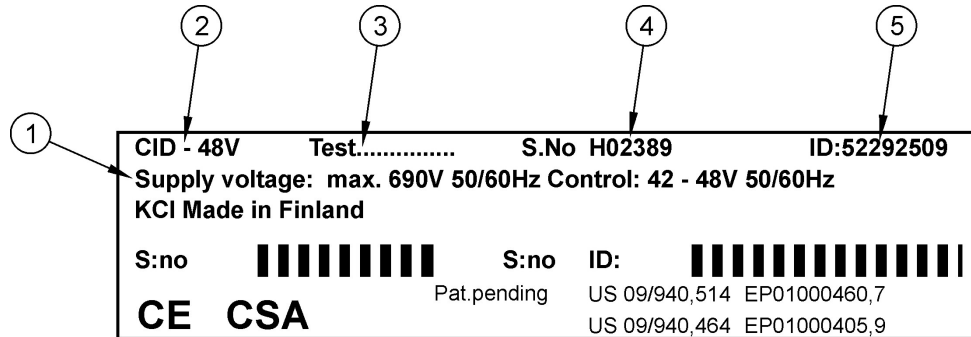 2 3 4 5
1
CID - 48V Test............... S.No H02389 ID:52292509
Supply voltage: max. 690V 50/60Hz Control: 42 - 48V 50/60Hz
KCI Made in Finland
S:no S:no ID:
Pat.pending US 09/940,514 EP01000460,7
CE CSA
US 09/940,464 EP01000405,9